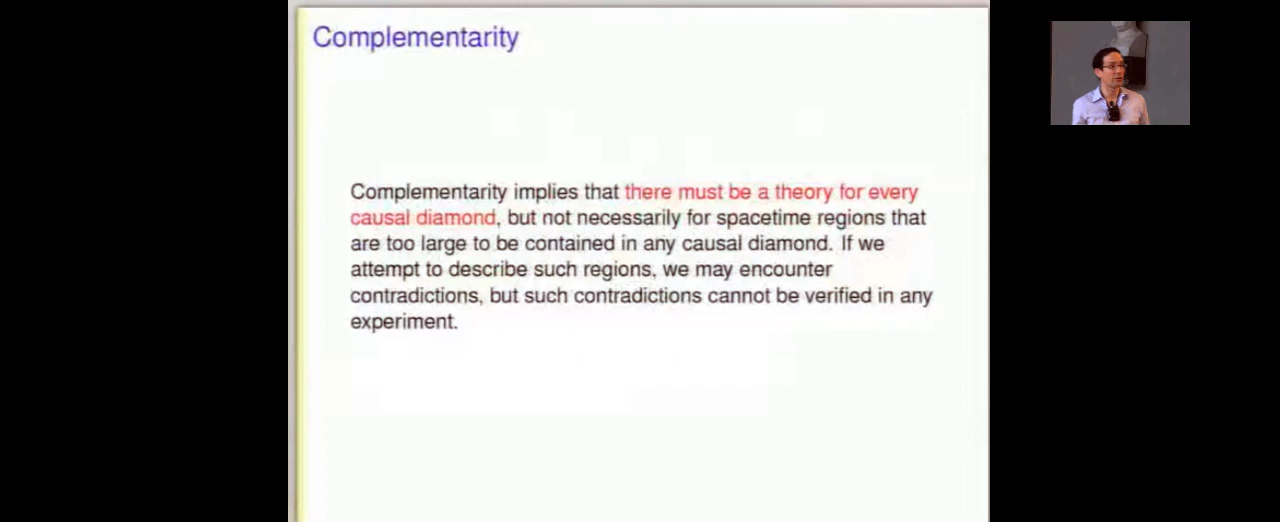 Complementarity
Complementarity implies that there must be a theory for every
causal diamond, but not necessarily for spacetime regions that
are too large to be contained in any causal diamond. If we
attempt to describe such regions, we may encounter
contradictions, but such contradictions cannot be verified in any
experiment.